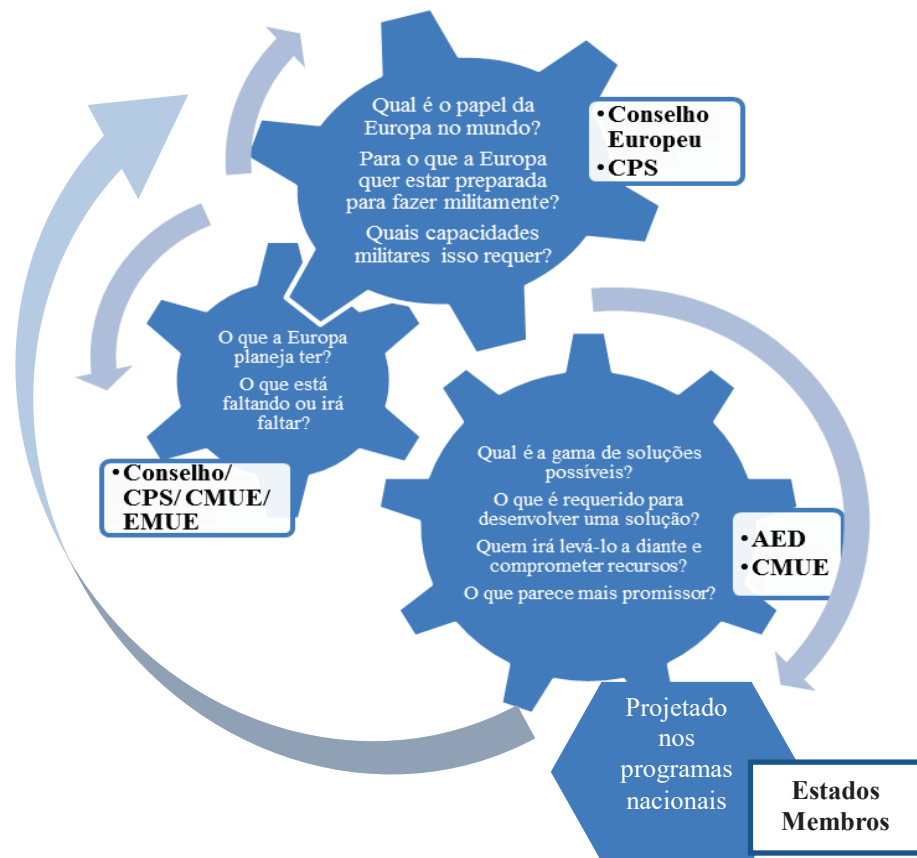 Qual é o papel da
Europa no mundo?
Para o que a Europa
quer estar preparada
para fazer militamente?
Quais capacidades
militares isso requer?
•Conselho
Europeu
•CPS
O que a Europa
planeja ter?
O que está
faltando ou irá
faltar?
•Conselho/
CPS/ CMUE/
EMUE
Qual é a gama de soluções
possíveis?
O que é requerido para
desenvolver uma solução?
Quem irá levá-lo a diante e
comprometer recursos?
O que parece mais promissor?
•AED
•CMUE
Projetado
nos
programas
nacionais
Estados
Membros